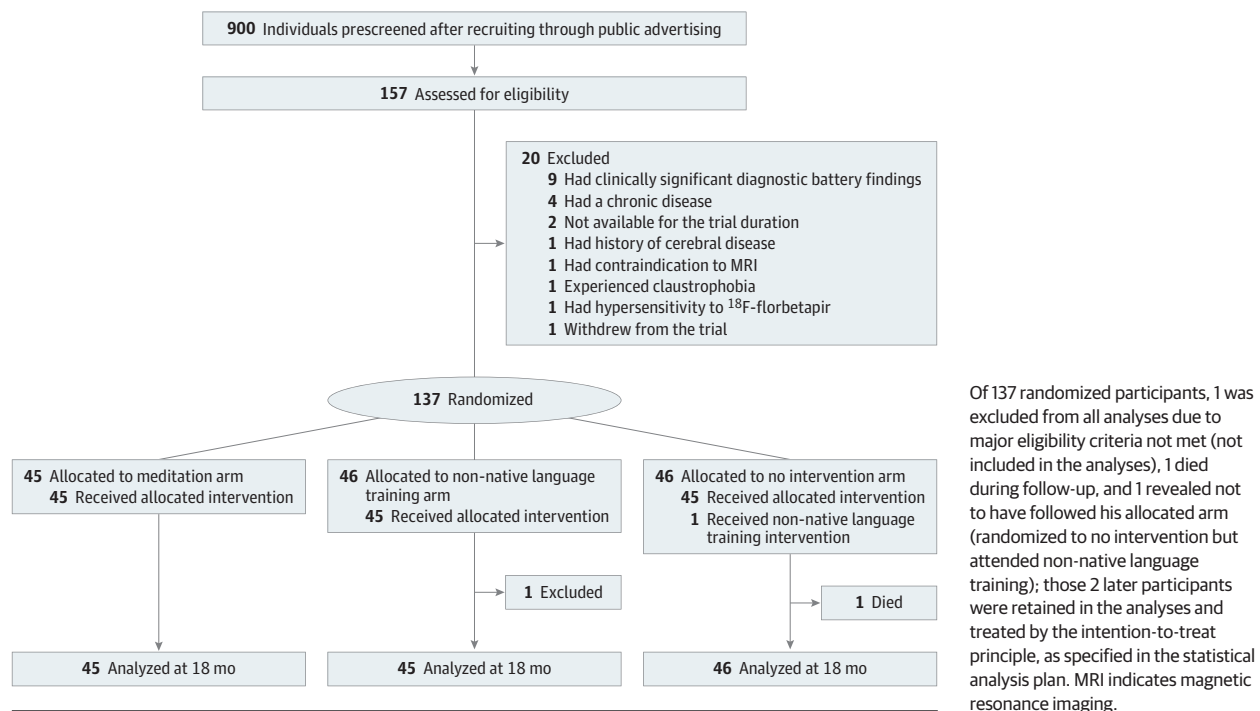 900 Individuals prescreened after recruiting through public advertising
157 Assessed for eligibility
20 Excluded
9 Had clinically significant diagnostic battery findings
4 Had a chronic disease
2 Not available for the trial duration
1 Had history of cerebral disease
1 Had contraindication to MRI
1 Experienced claustrophobia
1 Had hypersensitivity to ¹⁸F-florbetapir
1 Withdrew from the trial
137 Randomized
45 Allocated to meditation arm
45 Received allocated intervention
46 Allocated to non-native language
training arm
45 Received allocated intervention
46 Allocated to no intervention arm
45 Received allocated intervention
1 Received non-native language
training intervention
1 Excluded
1 Died
45 Analyzed at 18 mo
45 Analyzed at 18 mo
46 Analyzed at 18 mo
Of 137 randomized participants, 1 was
excluded from all analyses due to
major eligibility criteria not met (not
included in the analyses), 1 died
during follow-up, and 1 revealed not
to have followed his allocated arm
(randomized to no intervention but
attended non-native language
training); those 2 later participants
were retained in the analyses and
treated by the intention-to-treat
principle, as specified in the statistical
analysis plan. MRI indicates magnetic
resonance imaging.